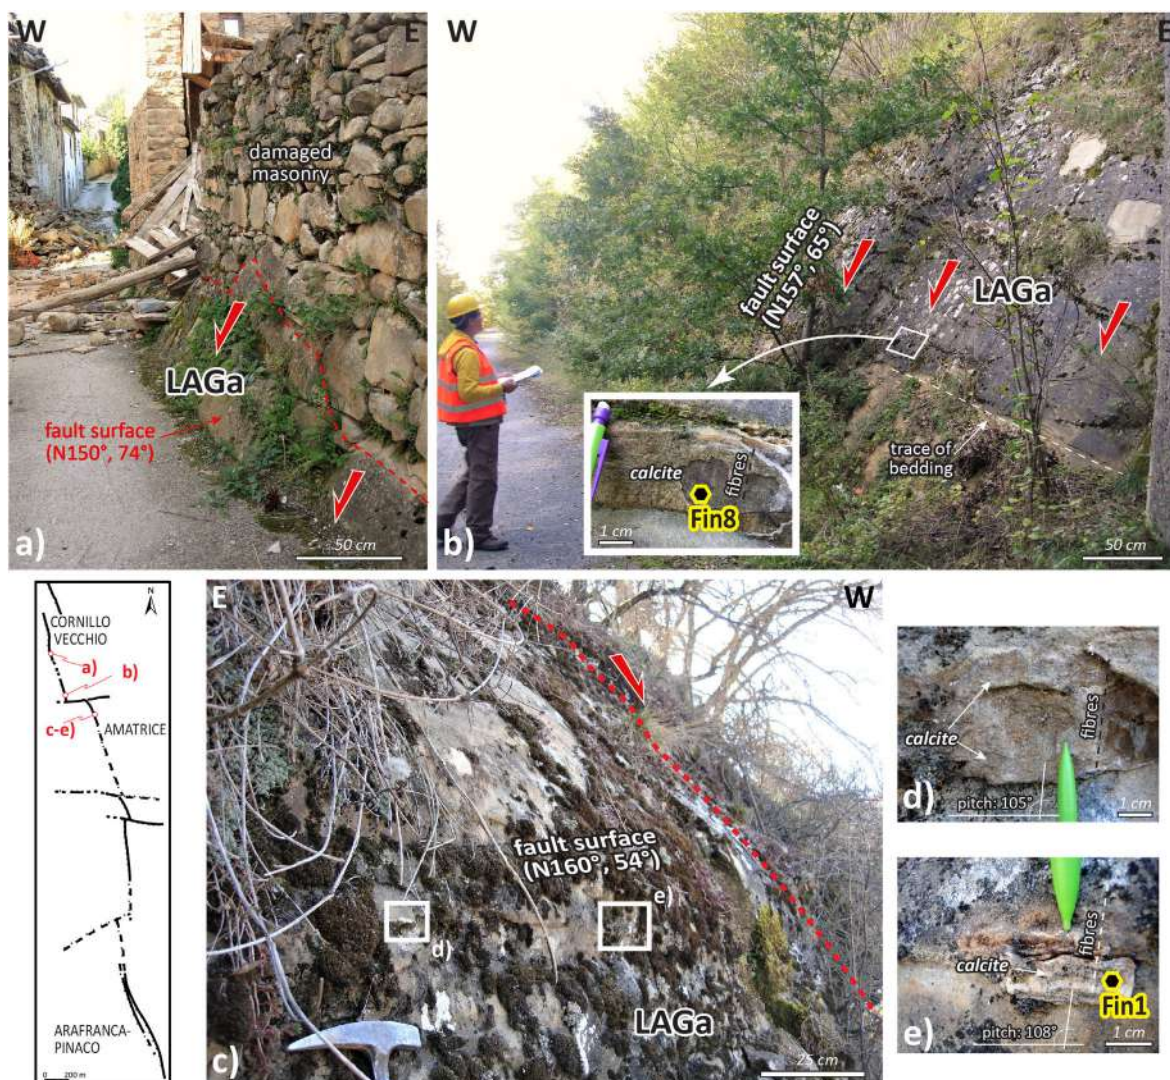 W
E
damaged
masonry
LAGa
fault surface
(N150°, 74°)
a)
50 cm
W
E
fault surface
(N157°, 65°)
LAGa
trace of
bedding
calcite
fibres
Fin8
1 cm
b)
50 cm
N
CORNILLO
VECCHIO
a)
b)
c-e)
AMATRICE
ARAFRANCA-
PINACO
0 200 m
E
W
fault surface
(N160°, 54°)
e)
d)
LAGa
c)
25 cm
calcite
fibres
d)
pitch: 105°
1 cm
fibres
calcite
Fin1
e)
pitch: 108°
1 cm